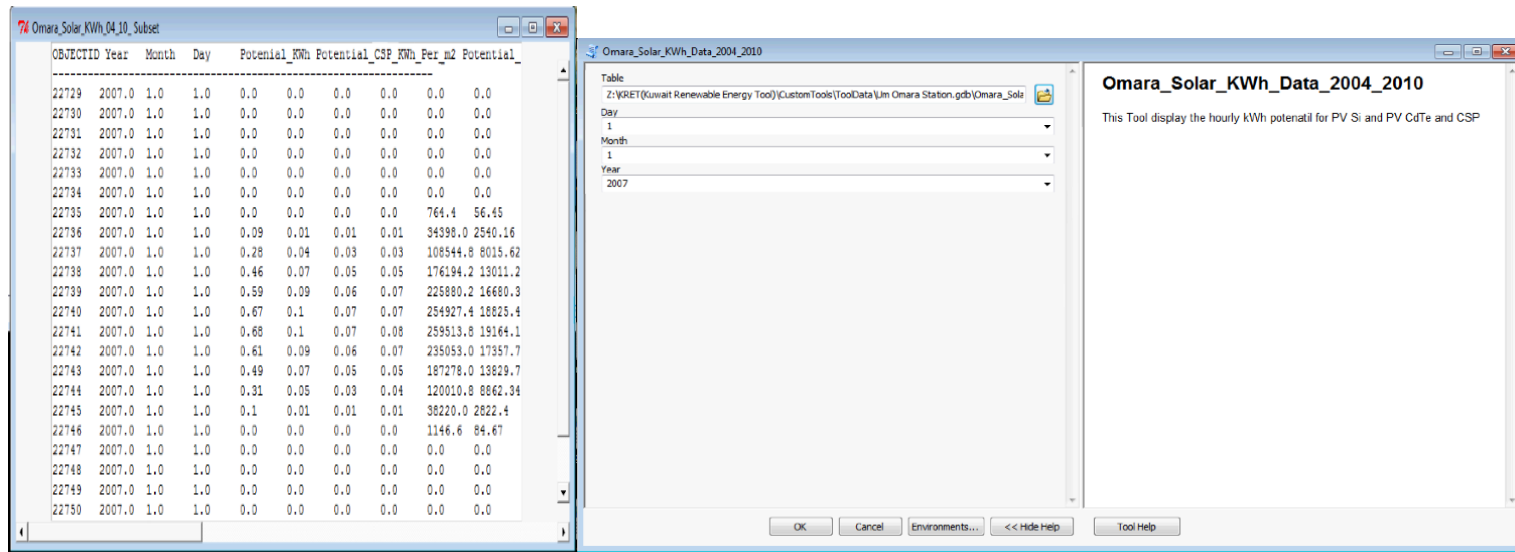 Omara_Solar_KWh_04_10_ Subset
OBJECTID Year Month Day Potenial_KWh Potential_CSP_KWh_Per_m2 Potential_
--------------------------------------------------------------------
22729 2007.0 1.0 1.0 0.0 0.0 0.0 0.0 0.0 0.0
22730 2007.0 1.0 1.0 0.0 0.0 0.0 0.0 0.0 0.0
22731 2007.0 1.0 1.0 0.0 0.0 0.0 0.0 0.0 0.0
22732 2007.0 1.0 1.0 0.0 0.0 0.0 0.0 0.0 0.0
22733 2007.0 1.0 1.0 0.0 0.0 0.0 0.0 0.0 0.0
22734 2007.0 1.0 1.0 0.0 0.0 0.0 0.0 0.0 0.0
22735 2007.0 1.0 1.0 0.0 0.0 0.0 0.0 764.4 56.45
22736 2007.0 1.0 1.0 0.09 0.01 0.01 0.01 34398.0 2540.16
22737 2007.0 1.0 1.0 0.28 0.04 0.03 0.03 108544.8 8015.62
22738 2007.0 1.0 1.0 0.46 0.07 0.05 0.05 176194.2 13011.2
22739 2007.0 1.0 1.0 0.59 0.09 0.06 0.07 225880.2 16680.3
22740 2007.0 1.0 1.0 0.67 0.1 0.07 0.07 254927.4 18825.4
22741 2007.0 1.0 1.0 0.68 0.1 0.07 0.08 259513.8 19164.1
22742 2007.0 1.0 1.0 0.61 0.09 0.06 0.07 235053.0 17357.7
22743 2007.0 1.0 1.0 0.49 0.07 0.05 0.05 187278.0 13829.7
22744 2007.0 1.0 1.0 0.31 0.05 0.03 0.04 120010.8 8862.34
22745 2007.0 1.0 1.0 0.1 0.01 0.01 0.01 38220.0 2822.4
22746 2007.0 1.0 1.0 0.0 0.0 0.0 0.0 1146.6 84.67
22747 2007.0 1.0 1.0 0.0 0.0 0.0 0.0 0.0 0.0
22748 2007.0 1.0 1.0 0.0 0.0 0.0 0.0 0.0 0.0
22749 2007.0 1.0 1.0 0.0 0.0 0.0 0.0 0.0 0.0
22750 2007.0 1.0 1.0 0.0 0.0 0.0 0.0 0.0 0.0
Omara_Solar_KWh_Data_2004_2010
Table
Z:\KRET(Kuwait Renewable Energy Tool)\CustomTools\ToolData\Um Omara Station.gdb\Omara_Sola
Day
1
Month
1
Year
2007
OK Cancel Environments... << Hide Help
Omara_Solar_KWh_Data_2004_2010
This Tool display the hourly kWh potenatil for PV Si and PV CdTe and CSP
Tool Help